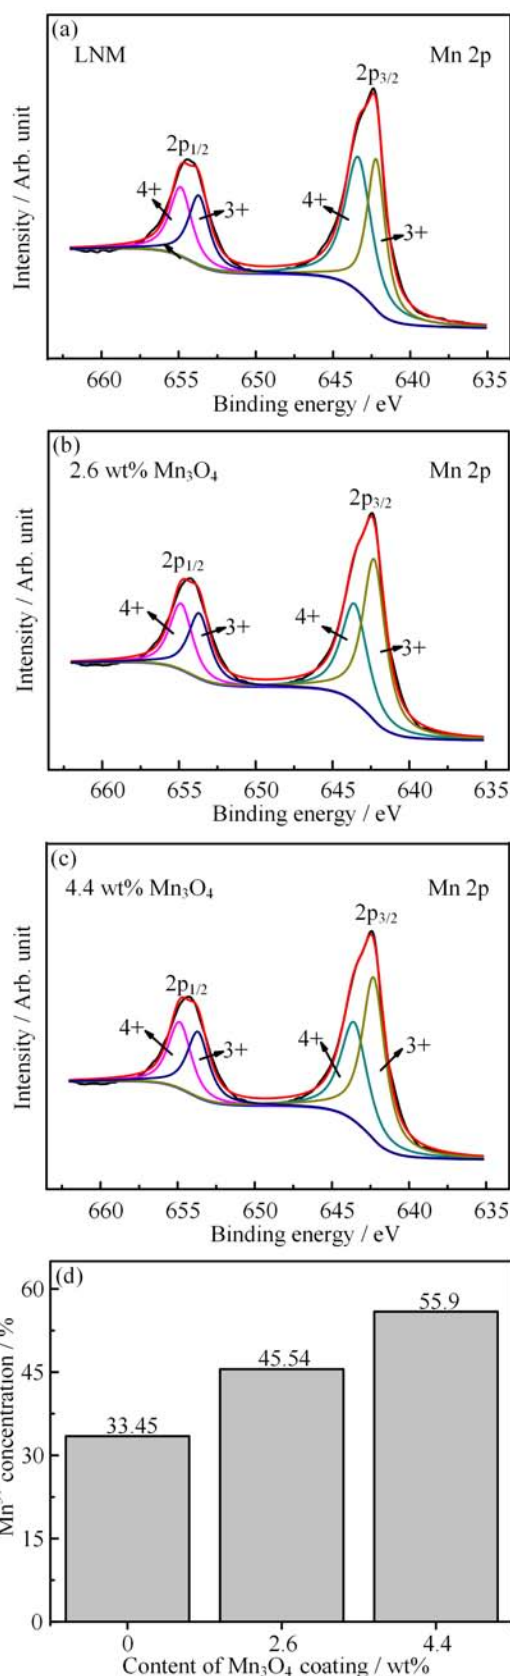 (a)
LNM
Mn 2p
2p₃/₂
2p₁/₂
4+
3+
4+
3+
Intensity / Arb. unit
660 655 650 645 640 635
Binding energy / eV
(b)
2.6 wt% Mn₃O₄
Mn 2p
2p₃/₂
2p₁/₂
4+
3+
4+
3+
Intensity / Arb. unit
660 655 650 645 640 635
Binding energy / eV
(c)
4.4 wt% Mn₃O₄
Mn 2p
2p₃/₂
2p₁/₂
4+
3+
4+
3+
Intensity / Arb. unit
660 655 650 645 640 635
Binding energy / eV
(d)
60
45
30
15
0
33.45
45.54
55.9
concentration / %
0 2.6 4.4
Content of Mn₃O₄ coating / wt%